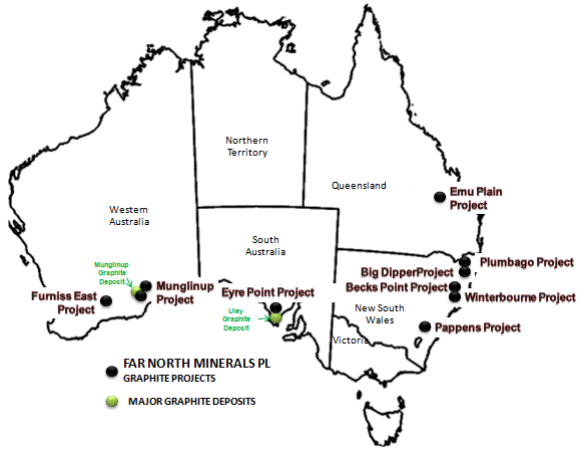 Northern
Territory
Queensland
Emu Plain
Project
Western
Australia
South
Australia
Plumbago Project
Big DipperProject
Becks Point Project
Winterbourne Project
Munglinup
Graphite
Deposit
Munglinup
Project
Furniss East
Project
Eyre Point Project
Uley
Graphite
Deposit
New South
Wales
Pappens Project
Victoria
FAR NORTH MINERALS PL
GRAPHITE PROJECTS
MAJOR GRAPHITE DEPOSITS